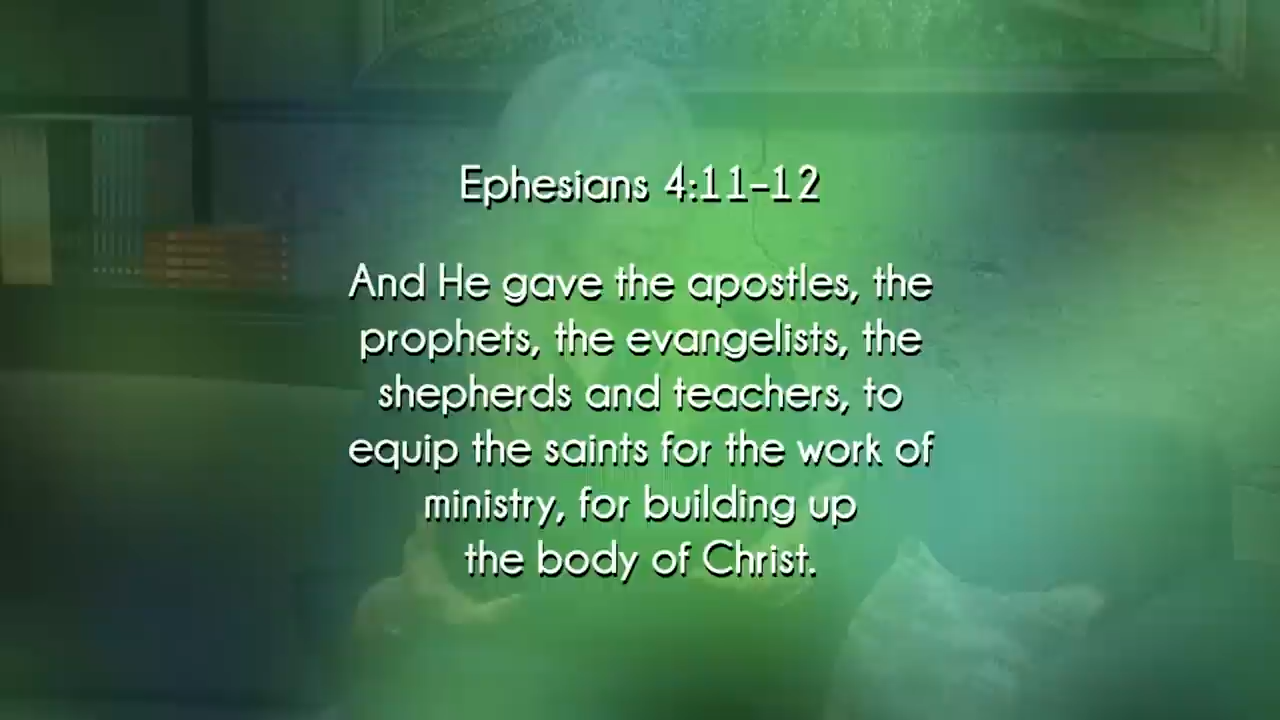 Ephesians 4:11-12
And He gave the apostles, the
prophets, the evangelists, the
shepherds and teachers, to
equip the saints for the work of
ministry, for building up
the body of Christ.